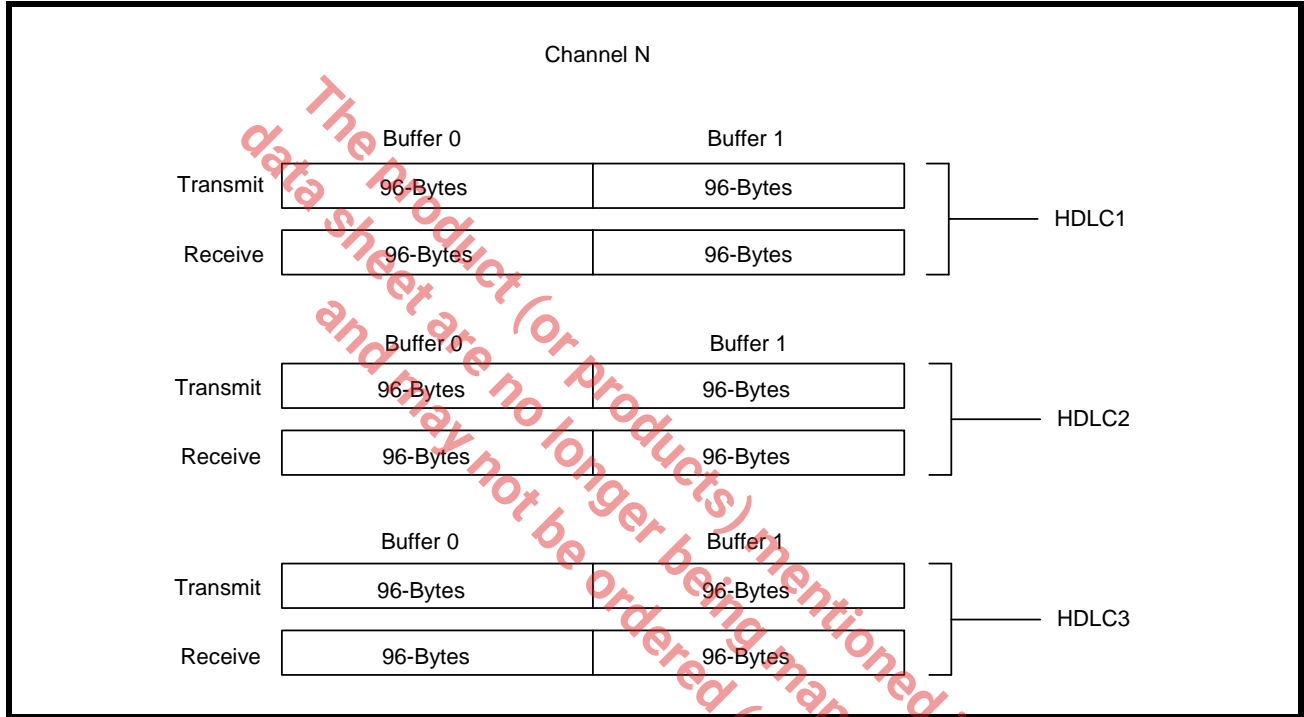 Channel N
Buffer 0 Buffer 1
Transmit 96-Bytes 96-Bytes
HDLC1
Receive 96-Bytes 96-Bytes
Buffer 0 Buffer 1
Transmit 96-Bytes 96-Bytes
HDLC2
Receive 96-Bytes 96-Bytes
Buffer 0 Buffer 1
Transmit 96-Bytes 96-Bytes
HDLC3
Receive 96-Bytes 96-Bytes
The product (or products) mentioned
data sheet are no longer being
and may not be ordered (